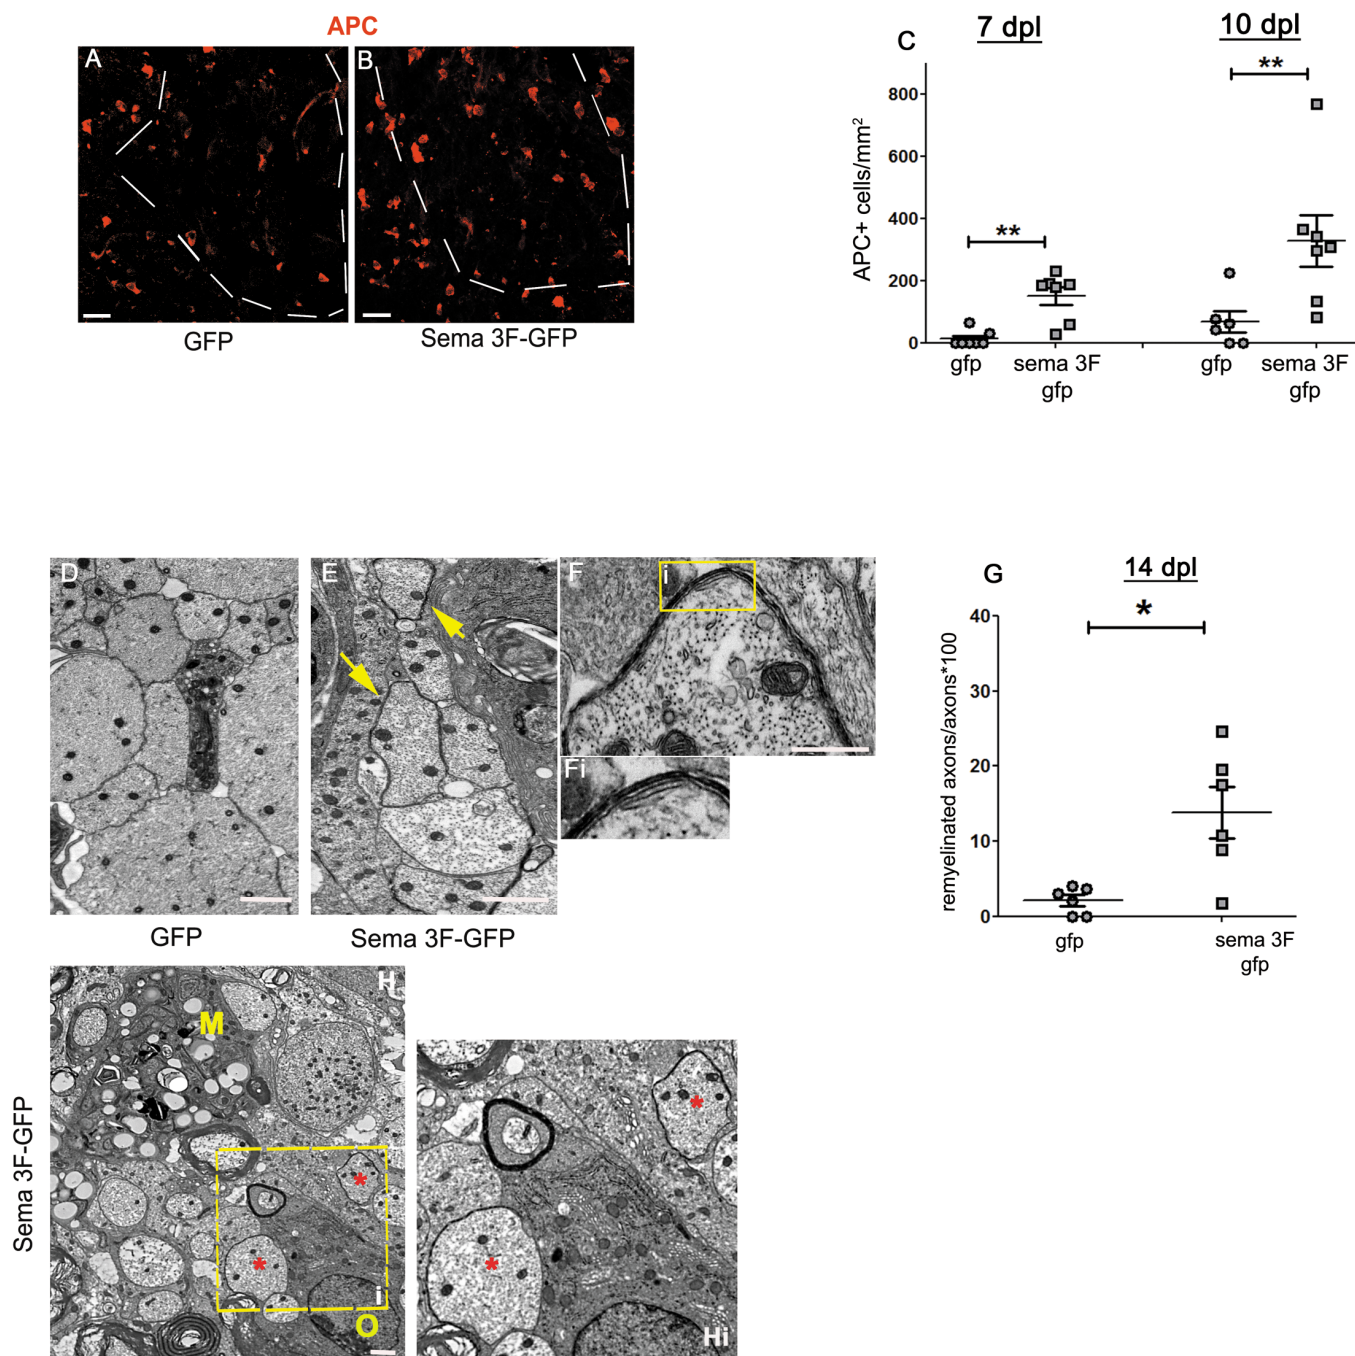 APC
A
B
GFP
Sema 3F-GFP
C
7 dpl
10 dpl
**
**
APC+ cells/mm²
800
600
400
200
0
gfp
sema 3F
gfp
gfp
sema 3F
gfp
D
E
F
i
Fi
GFP
Sema 3F-GFP
G
14 dpl
*
remyelinated axons/axons*100
40
30
20
10
0
gfp
sema 3F
gfp
Sema 3F-GFP
H
M
*
*
i
O
*
*
Hi